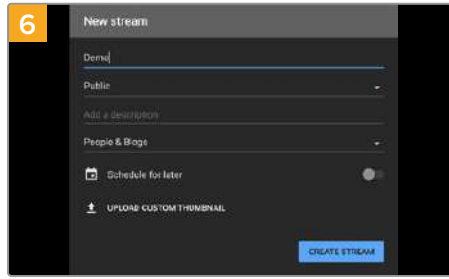 6
New stream
Demo
Public
Add a description
People & Blogs
Schedule for later
UPLOAD CUSTOM THUMBNAIL
CREATE STREAM